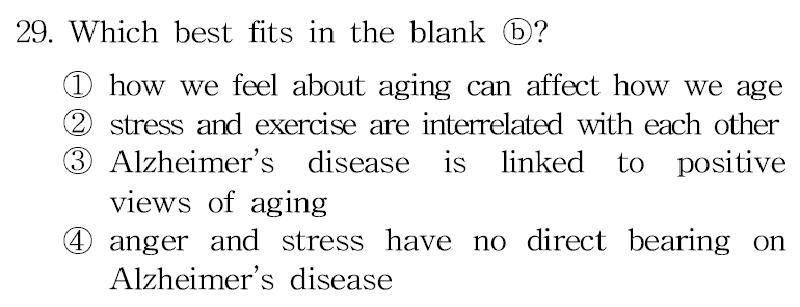 29. Which best fits in the blank ⓑ?
① how we feel about aging can affect how we age
② stress and exercise are interrelated with each other
③ Alzheimer's disease is linked to positive
views of aging
④ anger and stress have no direct bearing on
Alzheimer's disease